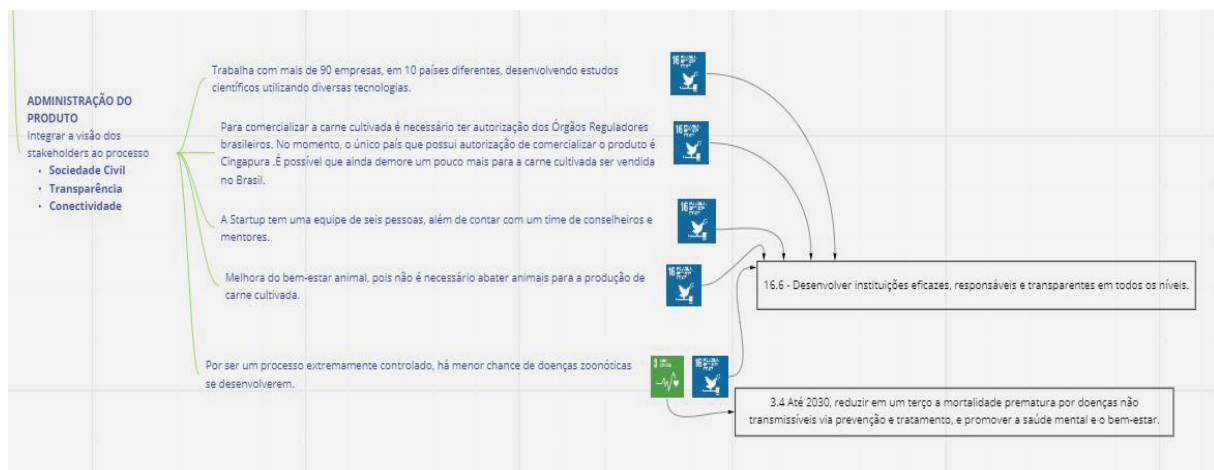 ADMINISTRAÇÃO DO
PRODUTO
Integrar a visão dos
stakeholders ao processo
• Sociedade Civil
• Transparência
• Conectividade
Trabalha com mais de 90 empresas, em 10 países diferentes, desenvolvendo estudos
científicos utilizando diversas tecnologias.
16
Para comercializar a carne cultivada é necessário ter autorização dos Órgãos Reguladores
brasileiros. No momento, o único país que possui autorização de comercializar o produto é
Cingapura .É possível que ainda demore um pouco mais para a carne cultivada ser vendida
no Brasil.
16
A Startup tem uma equipe de seis pessoas, além de contar com um time de conselheiros e
mentores.
16
Melhora do bem-estar animal, pois não é necessário abater animais para a produção de
carne cultivada.
16
16.6 - Desenvolver instituições eficazes, responsáveis e transparentes em todos os níveis.
Por ser um processo extremamente controlado, há menor chance de doenças zoonóticas
se desenvolverem.
3
16
3.4 Até 2030, reduzir em um terço a mortalidade prematura por doenças não
transmissíveis via prevenção e tratamento, e promover a saúde mental e o bem-estar.